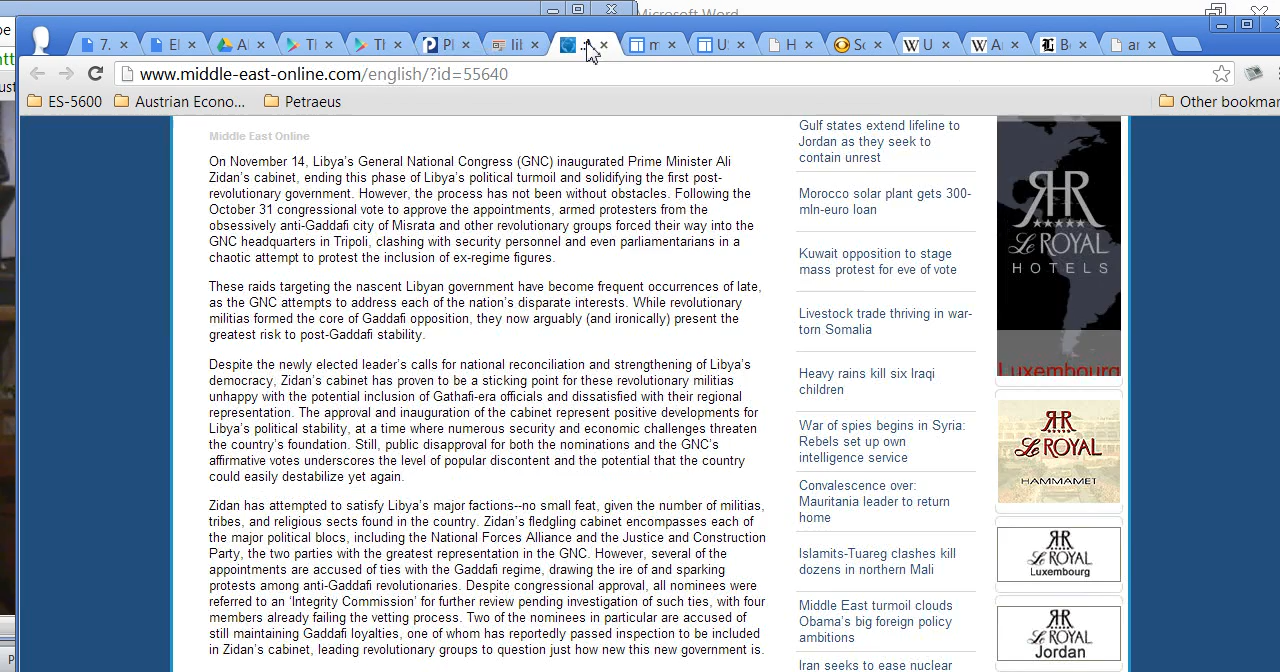 Microsoft Word
7.
El
Al
Th
Th
Pl
lib
m
U
H
Sc
W U
W A
L B
ar
www.middle-east-online.com/english/?id=55640
ES-5600
Austrian Econo...
Petraeus
Other bookmar
Middle East Online
On November 14, Libya's General National Congress (GNC) inaugurated Prime Minister Ali
Zidan's cabinet, ending this phase of Libya's political turmoil and solidifying the first post-
revolutionary government. However, the process has not been without obstacles. Following the
October 31 congressional vote to approve the appointments, armed protesters from the
obsessively anti-Gaddafi city of Misrata and other revolutionary groups forced their way into the
GNC headquarters in Tripoli, clashing with security personnel and even parliamentarians in a
chaotic attempt to protest the inclusion of ex-regime figures.
These raids targeting the nascent Libyan government have become frequent occurrences of late,
as the GNC attempts to address each of the nation's disparate interests. While revolutionary
militias formed the core of Gaddafi opposition, they now arguably (and ironically) present the
greatest risk to post-Gaddafi stability.
Despite the newly elected leader's calls for national reconciliation and strengthening of Libya's
democracy, Zidan's cabinet has proven to be a sticking point for these revolutionary militias
unhappy with the potential inclusion of Gathafi-era officials and dissatisfied with their regional
representation. The approval and inauguration of the cabinet represent positive developments for
Libya's political stability, at a time where numerous security and economic challenges threaten
the country's foundation. Still, public disapproval for both the nominations and the GNC's
affirmative votes underscores the level of popular discontent and the potential that the country
could easily destabilize yet again.
Zidan has attempted to satisfy Libya's major factions--no small feat, given the number of militias,
tribes, and religious sects found in the country. Zidan's fledgling cabinet encompasses each of
the major political blocs, including the National Forces Alliance and the Justice and Construction
Party, the two parties with the greatest representation in the GNC. However, several of the
appointments are accused of ties with the Gaddafi regime, drawing the ire of and sparking
protests among anti-Gaddafi revolutionaries. Despite congressional approval, all nominees were
referred to an 'Integrity Commission' for further review pending investigation of such ties, with four
members already failing the vetting process. Two of the nominees in particular are accused of
still maintaining Gaddafi loyalties, one of whom has reportedly passed inspection to be included
in Zidan's cabinet, leading revolutionary groups to question just how new this new government is.
Gulf states extend lifeline to
Jordan as they seek to
contain unrest
Morocco solar plant gets 300-
mln-euro loan
Kuwait opposition to stage
mass protest for eve of vote
Livestock trade thriving in war-
torn Somalia
Heavy rains kill six Iraqi
children
War of spies begins in Syria:
Rebels set up own
intelligence service
Convalescence over:
Mauritania leader to return
home
Islamits-Tuareg clashes kill
dozens in northern Mali
Middle East turmoil clouds
Obama's big foreign policy
ambitions
Iran seeks to ease nuclear
Le ROYAL
HOTELS
Luxembourg
Le ROYAL
HAMMAMET
Le ROYAL
Luxembourg
Le ROYAL
Jordan